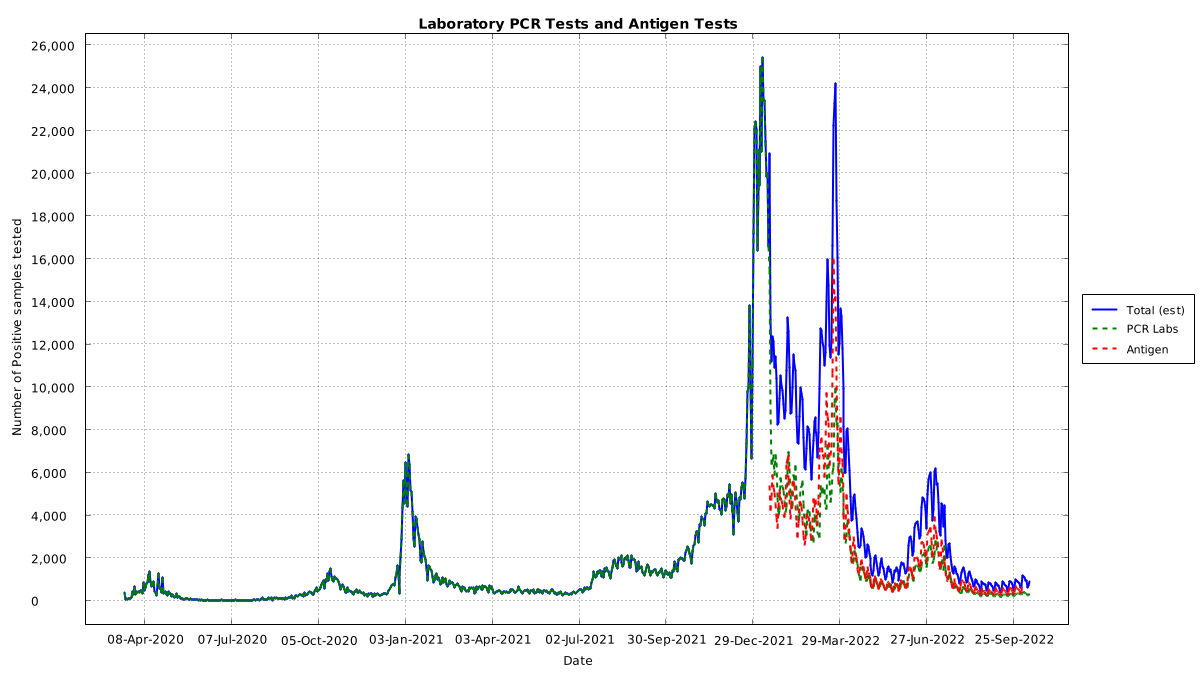 Laboratory PCR Tests and Antigen Tests
26,000
24,000
22,000
20,000
18,000
16,000
14,000
12,000
10,000
8,000
6,000
4,000
2,000
0
Number of Positive samples tested
08-Apr-2020 07-Jul-2020 05-Oct-2020 03-Jan-2021 03-Apr-2021 02-Jul-2021 30-Sep-2021 29-Dec-2021 29-Mar-2022 27-Jun-2022 25-Sep-2022
Date
Total (est)
PCR Labs
Antigen